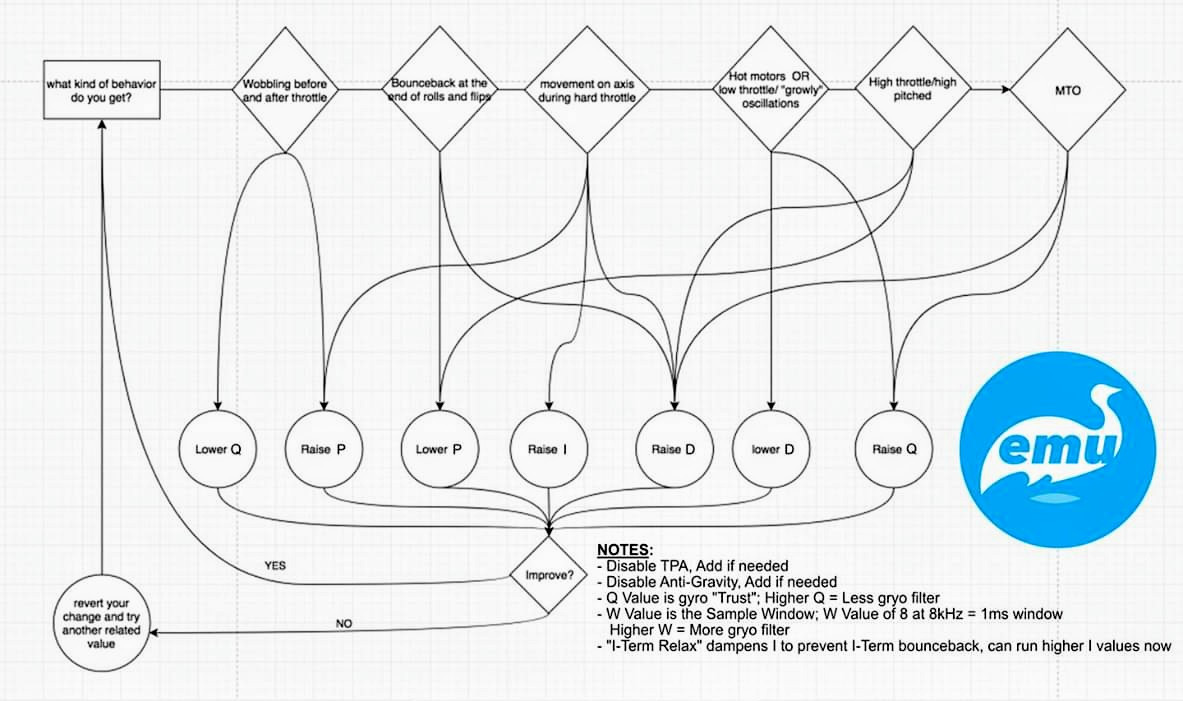 what kind of behavior
do you get?
Wobbling before
and after throttle
Bounceback at the
end of rolls and flips
movement on axis
during hard throttle
Hot motors OR
low throttle/ "growly"
oscillations
High throttle/high
pitched
MTO
Lower Q
Raise P
Lower P
Raise I
Raise D
lower D
Raise Q
emu
Improve?
YES
NO
revert your
change and try
another related
value
NOTES:
- Disable TPA, Add if needed
- Disable Anti-Gravity, Add if needed
- Q Value is gyro "Trust"; Higher Q = Less gryo filter
- W Value is the Sample Window; W Value of 8 at 8kHz = 1ms window
Higher W = More gryo filter
- "I-Term Relax" dampens I to prevent I-Term bounceback, can run higher I values now